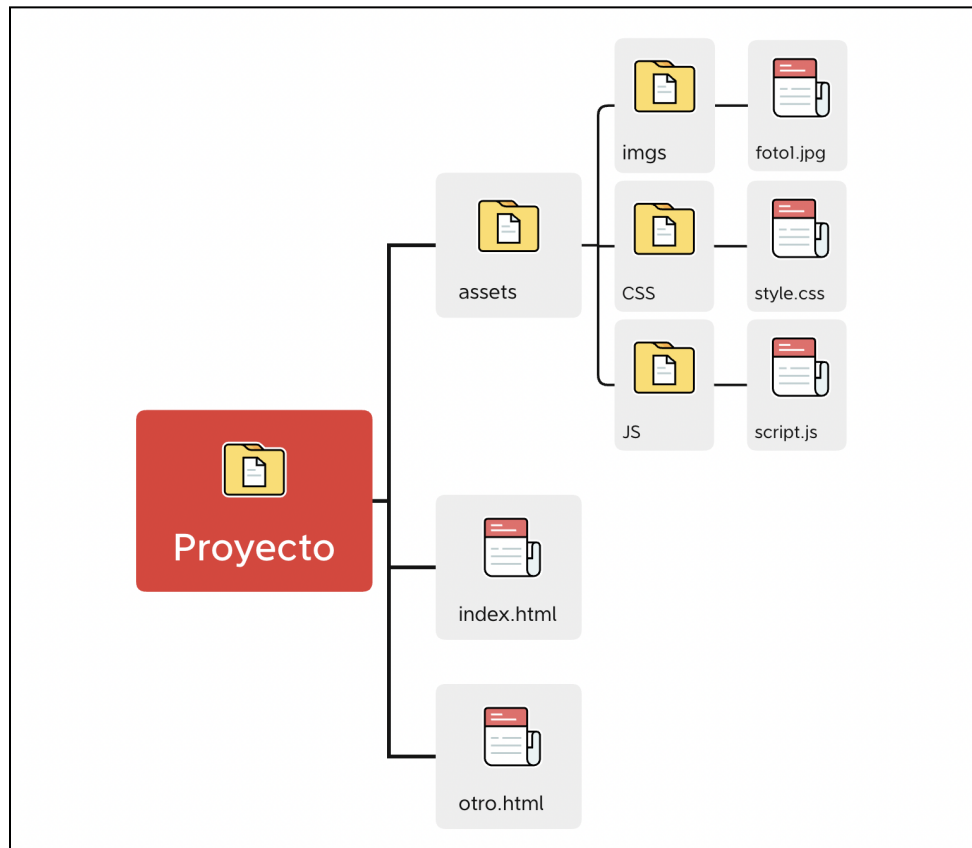 imgs
foto1.jpg
assets
CSS
style.css
JS
script.js
Proyecto
index.html
otro.html